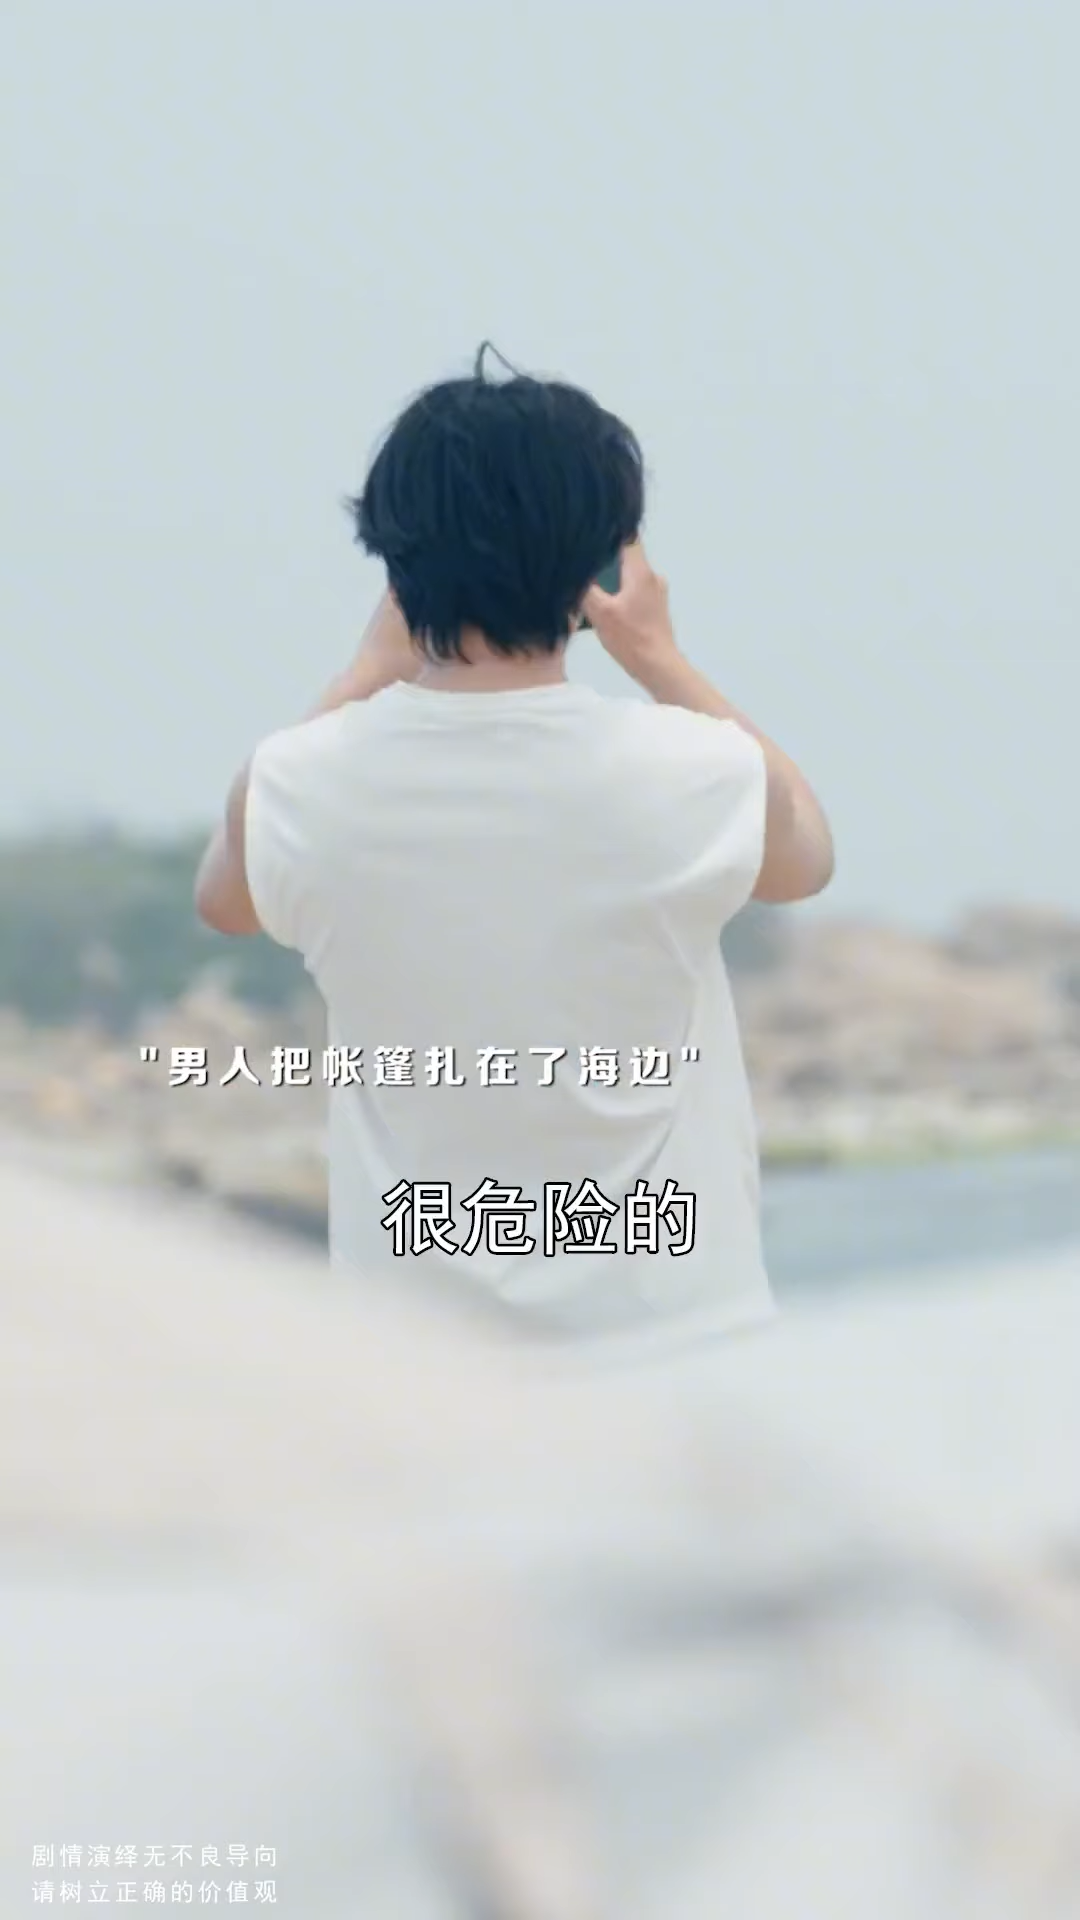 "男人把帐篷扎在了海边"
很危险的
剧情演绎无不良导向
请树立正确的价值观